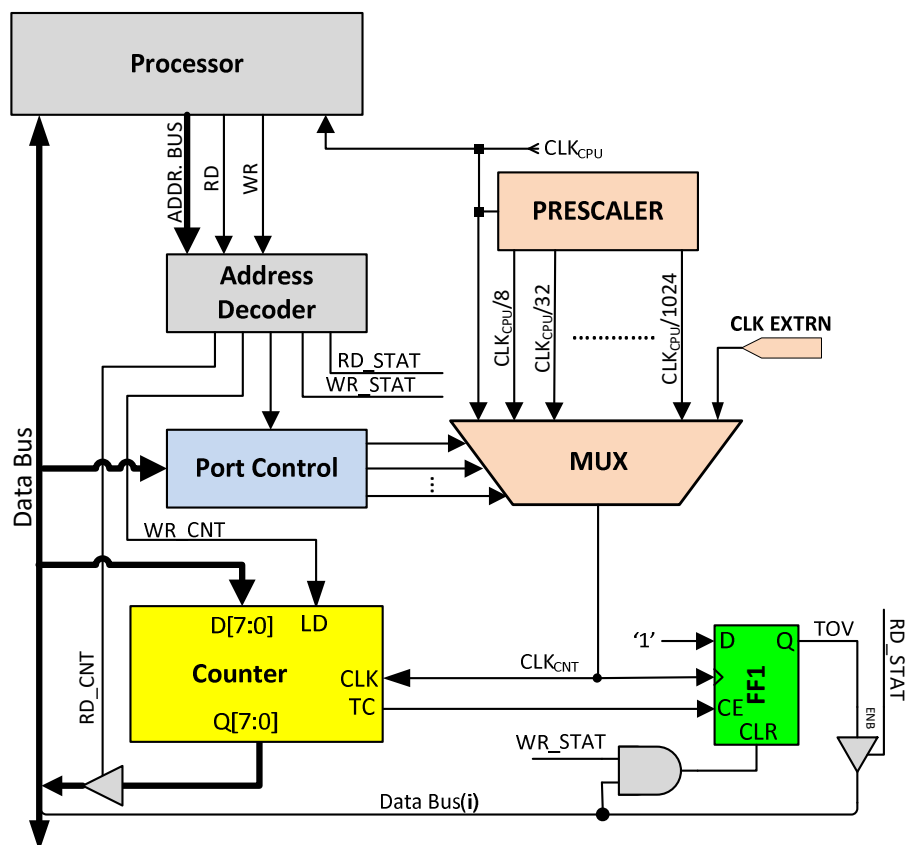 Processor
ADDR. BUS
RD
WR
CLKCPU
PRESCALER
Address
Decoder
CLKCPU/8
CLKCPU/32
CLKCPU/1024
CLK EXTRN
RD_STAT
WR_STAT
Data Bus
Port Control
MUX
WR_CNT
D[7:0]
LD
Counter
CLK
TC
Q[7:0]
RD_CNT
CLKCNT
'1'
D
Q
FF1
CE
CLR
TOV
RD_STAT
ENB
WR_STAT
Data Bus(i)